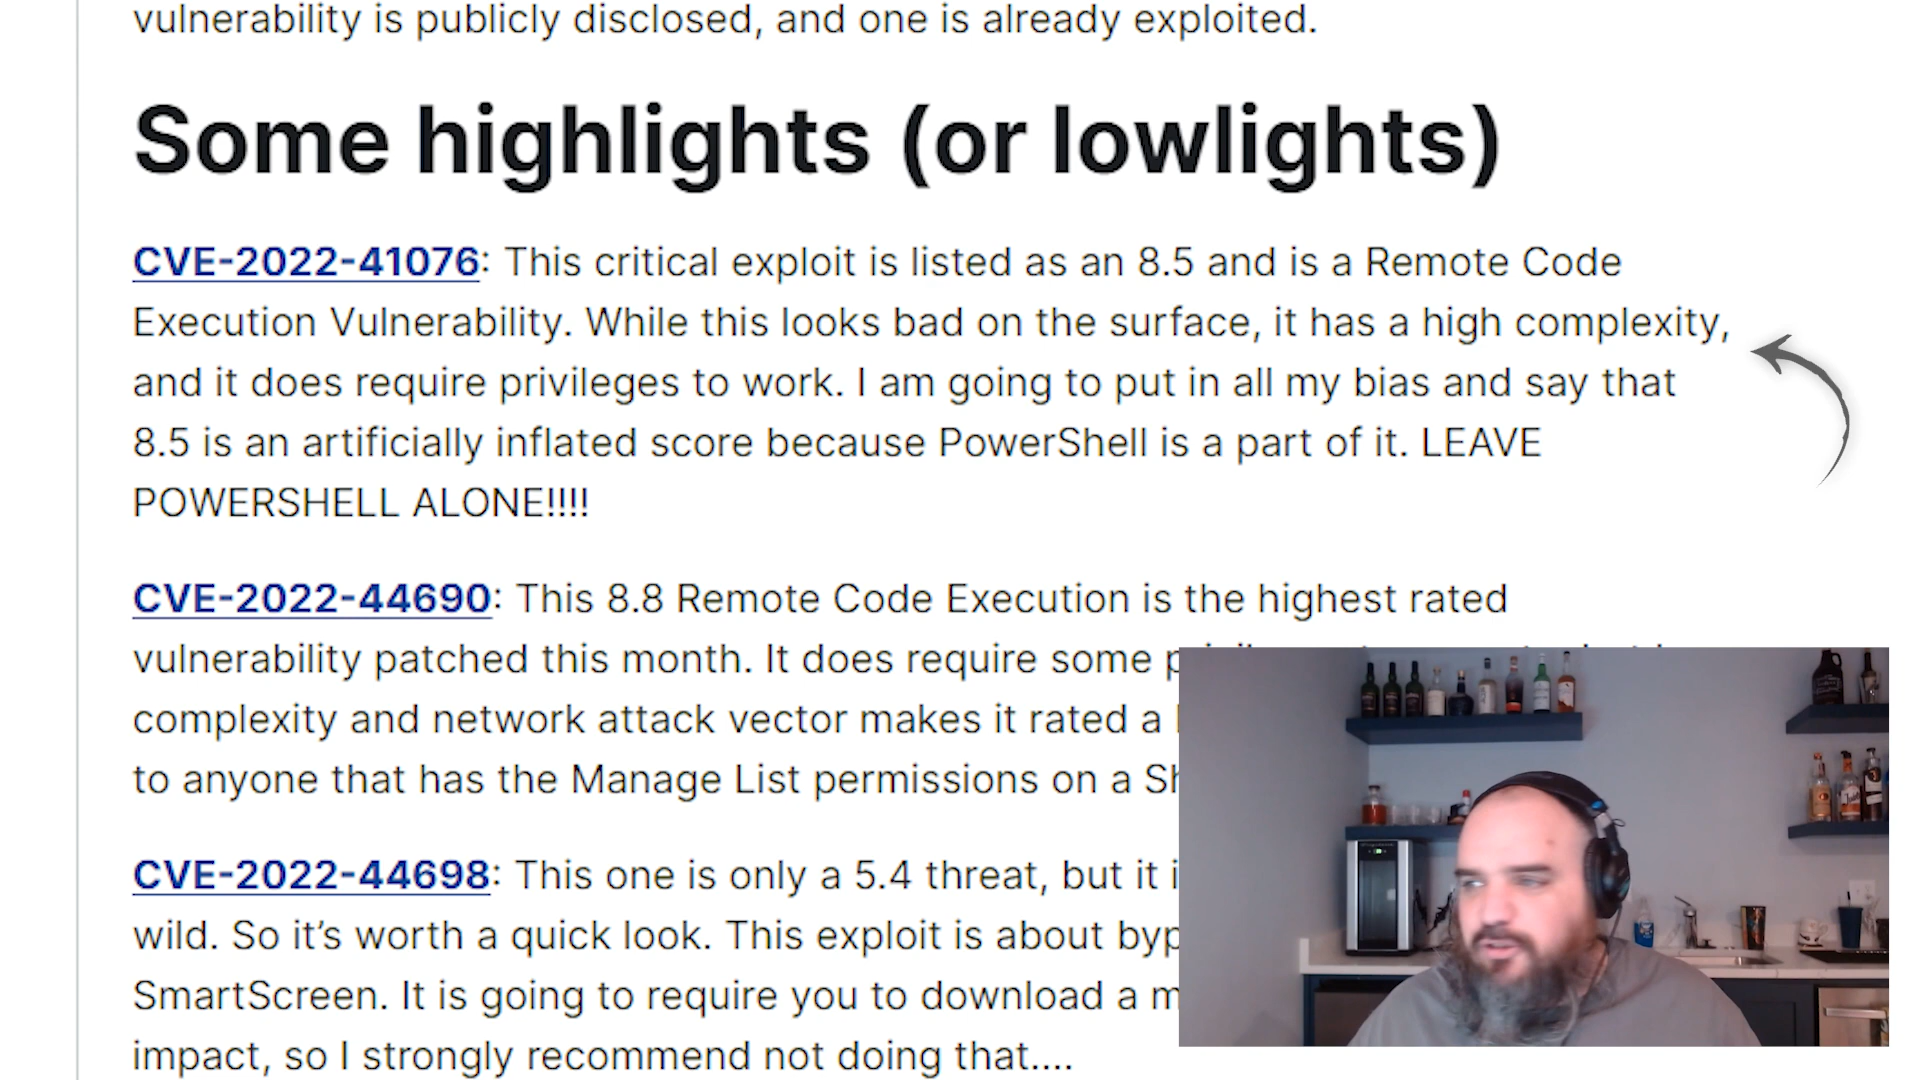 vulnerability is publicly disclosed, and one is already exploited.
Some highlights (or lowlights)
CVE-2022-41076: This critical exploit is listed as an 8.5 and is a Remote Code
Execution Vulnerability. While this looks bad on the surface, it has a high complexity,
and it does require privileges to work. I am going to put in all my bias and say that
8.5 is an artificially inflated score because PowerShell is a part of it. LEAVE
POWERSHELL ALONE!!!!
CVE-2022-44690: This 8.8 Remote Code Execution is the highest rated
vulnerability patched this month. It does require some
complexity and network attack vector makes it rated a
to anyone that has the Manage List permissions on a
CVE-2022-44698: This one is only a 5.4 threat, but it
wild. So it’s worth a quick look. This exploit is about
SmartScreen. It is going to require you to download a
impact, so I strongly recommend not doing that....